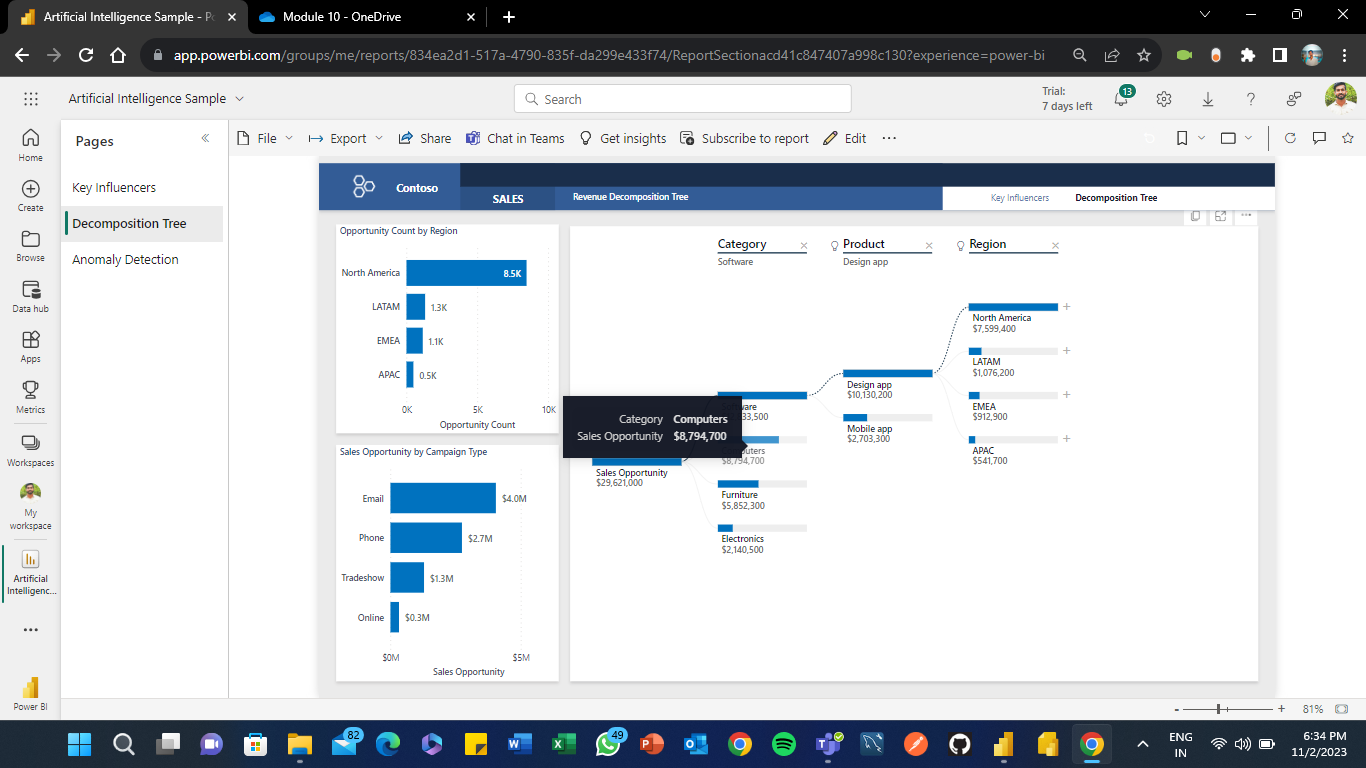 Artificial Intelligence Sample - Po
Module 10 - OneDrive
app.powerbi.com/groups/me/reports/834ea2d1-517a-4790-835f-da299e433f74/ReportSectionacd41c847407a998c130?experience=power-bi
Artificial Intelligence Sample
Search
Trial:
7 days left
13
Home
Create
Browse
Data hub
Apps
Metrics
Workspaces
My
workspace
Artificial
Intelligenc...
Power BI
Pages
Key Influencers
Decomposition Tree
Anomaly Detection
File
Export
Share
Chat in Teams
Get insights
Subscribe to report
Edit
Contoso
SALES
Revenue Decomposition Tree
Key Influencers
Decomposition Tree
Opportunity Count by Region
North America
8.5K
LATAM
1.3K
EMEA
1.1K
APAC
0.5K
0K
5K
10K
Opportunity Count
Sales Opportunity by Campaign Type
Email
$4.0M
Phone
$2.7M
Tradeshow
$1.3M
Online
$0.3M
$0M
$5M
Sales Opportunity
Category
Software
Product
Design app
Region
Sales Opportunity
$29,621,000
Category Computers
Sales Opportunity $8,794,700
$8,794,700
Furniture
$5,852,300
Electronics
$2,140,500
Design app
$10,130,200
Mobile app
$2,703,300
North America
$7,599,400
LATAM
$1,076,200
EMEA
$912,900
APAC
$541,700
81%
82
49
ENG
IN
6:34 PM
11/2/2023